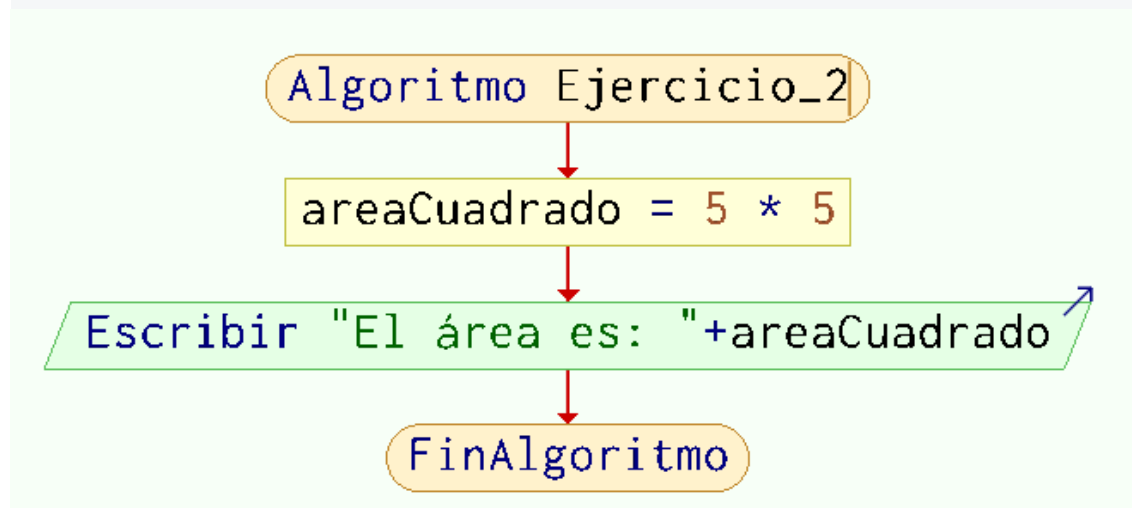 Algoritmo Ejercicio_2
areaCuadrado = 5 * 5
Escribir "El área es: "+areaCuadrado
FinAlgoritmo